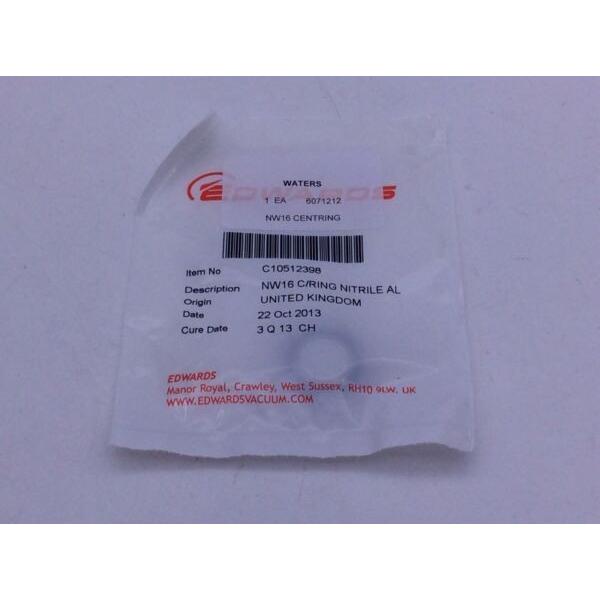 WATERS
EDWARDS
1 EA 6071212
NW16 CENTRING
Item No C10512398
Description NW16 C/RING NITRILE AL
Origin UNITED KINGDOM
Date 22 Oct 2013
Cure Date 3 Q 13 CH
EDWARDS
Manor Royal, Crawley, West Sussex, RH10 9LW, UK
WWW.EDWARDSVACUUM.COM